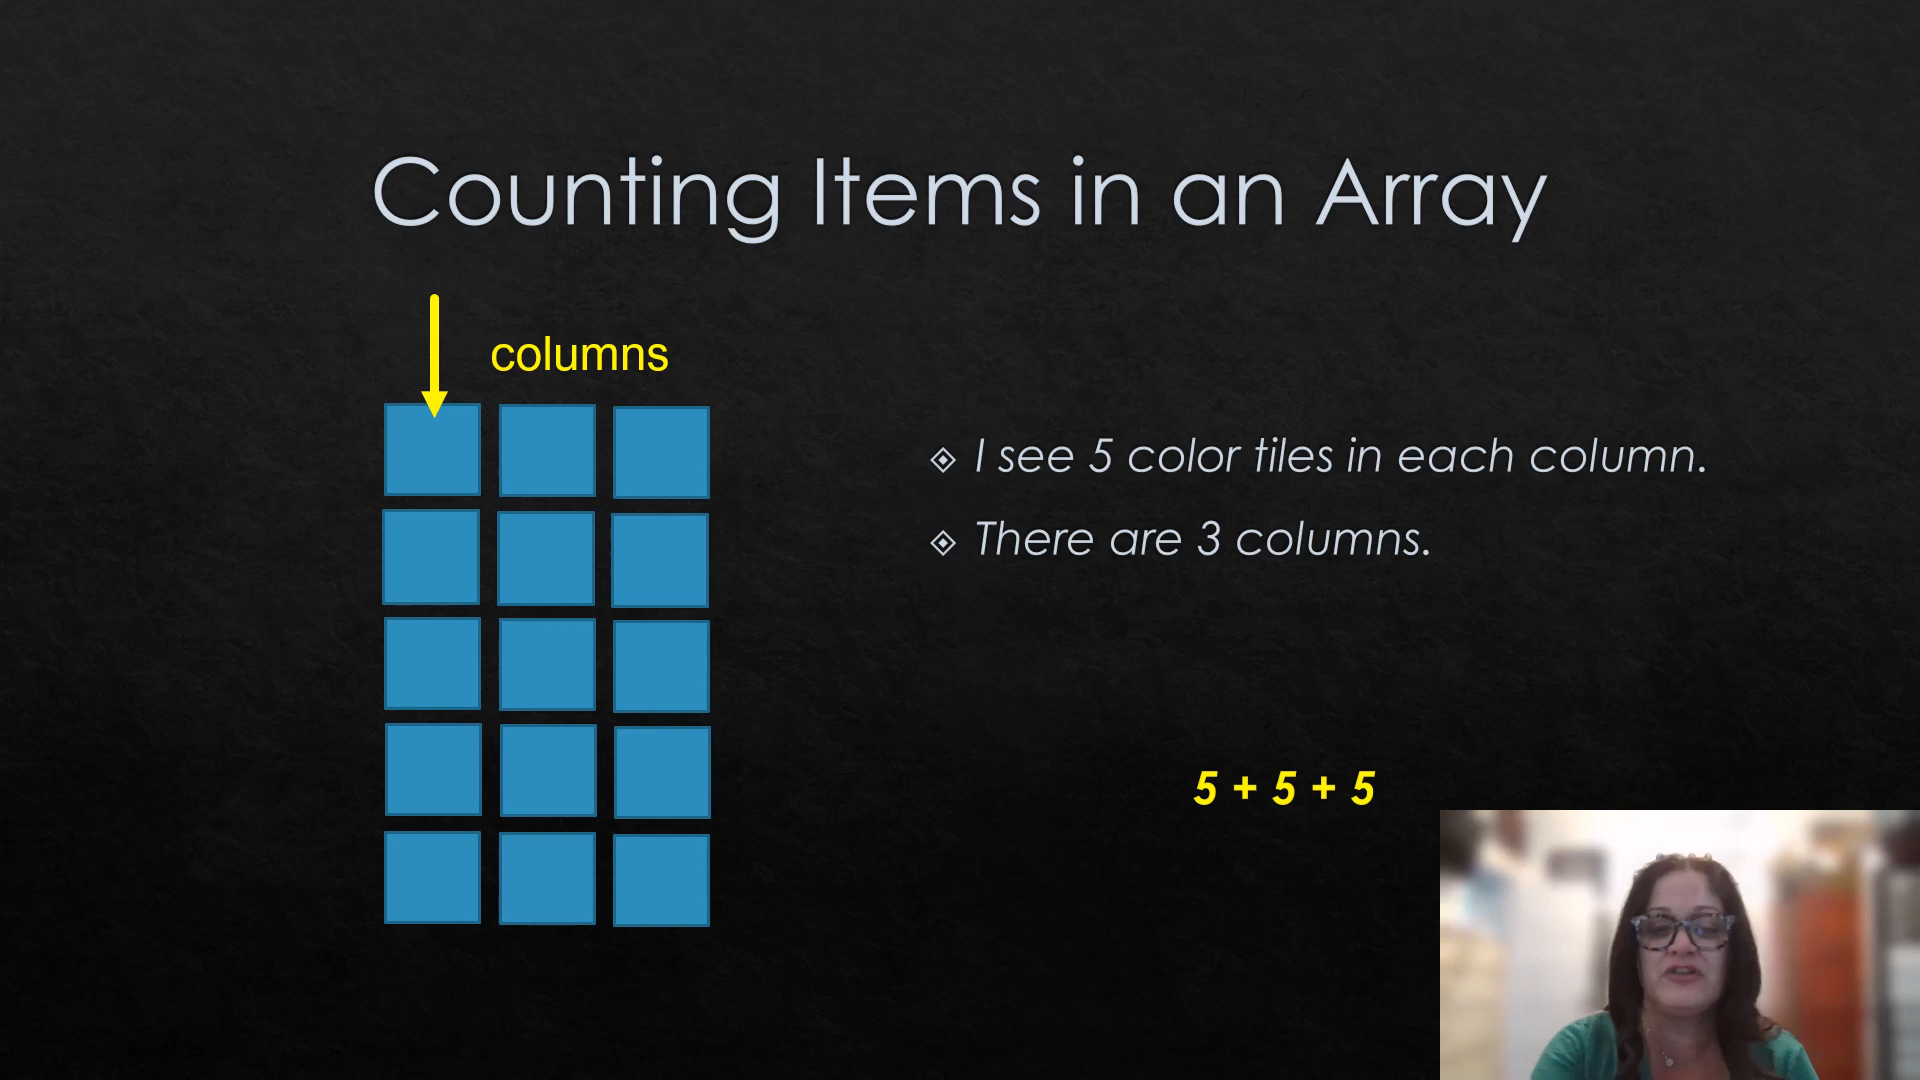 Counting Items in an Array
columns
I see 5 color tiles in each column.
There are 3 columns.
5 + 5 + 5